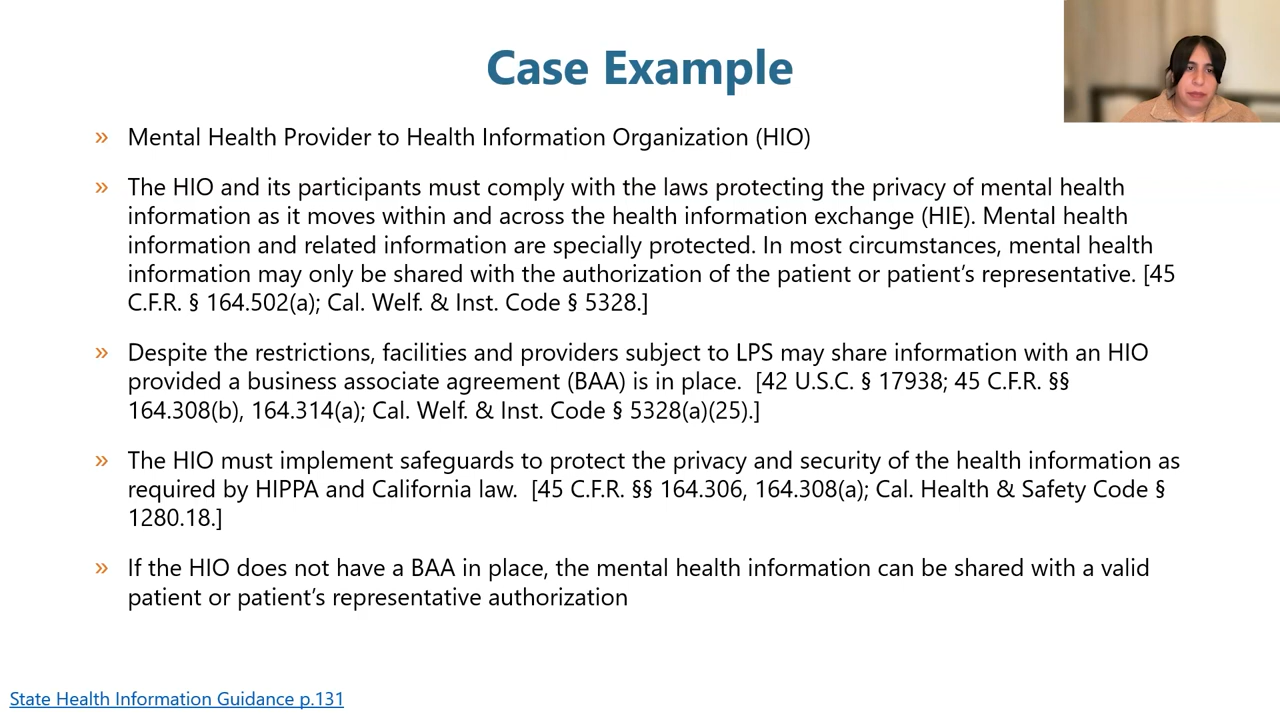 Case Example
» Mental Health Provider to Health Information Organization (HIO)
» The HIO and its participants must comply with the laws protecting the privacy of mental health
information as it moves within and across the health information exchange (HIE). Mental health
information and related information are specially protected. In most circumstances, mental health
information may only be shared with the authorization of the patient or patient’s representative. [45
C.F.R. § 164.502(a); Cal. Welf. & Inst. Code § 5328.]
» Despite the restrictions, facilities and providers subject to LPS may share information with an HIO
provided a business associate agreement (BAA) is in place.  [42 U.S.C. § 17938; 45 C.F.R. §§
164.308(b), 164.314(a); Cal. Welf. & Inst. Code § 5328(a)(25).]
» The HIO must implement safeguards to protect the privacy and security of the health information as
required by HIPPA and California law.  [45 C.F.R. §§ 164.306, 164.308(a); Cal. Health & Safety Code §
1280.18.]
» If the HIO does not have a BAA in place, the mental health information can be shared with a valid
patient or patient’s representative authorization
State Health Information Guidance p.131